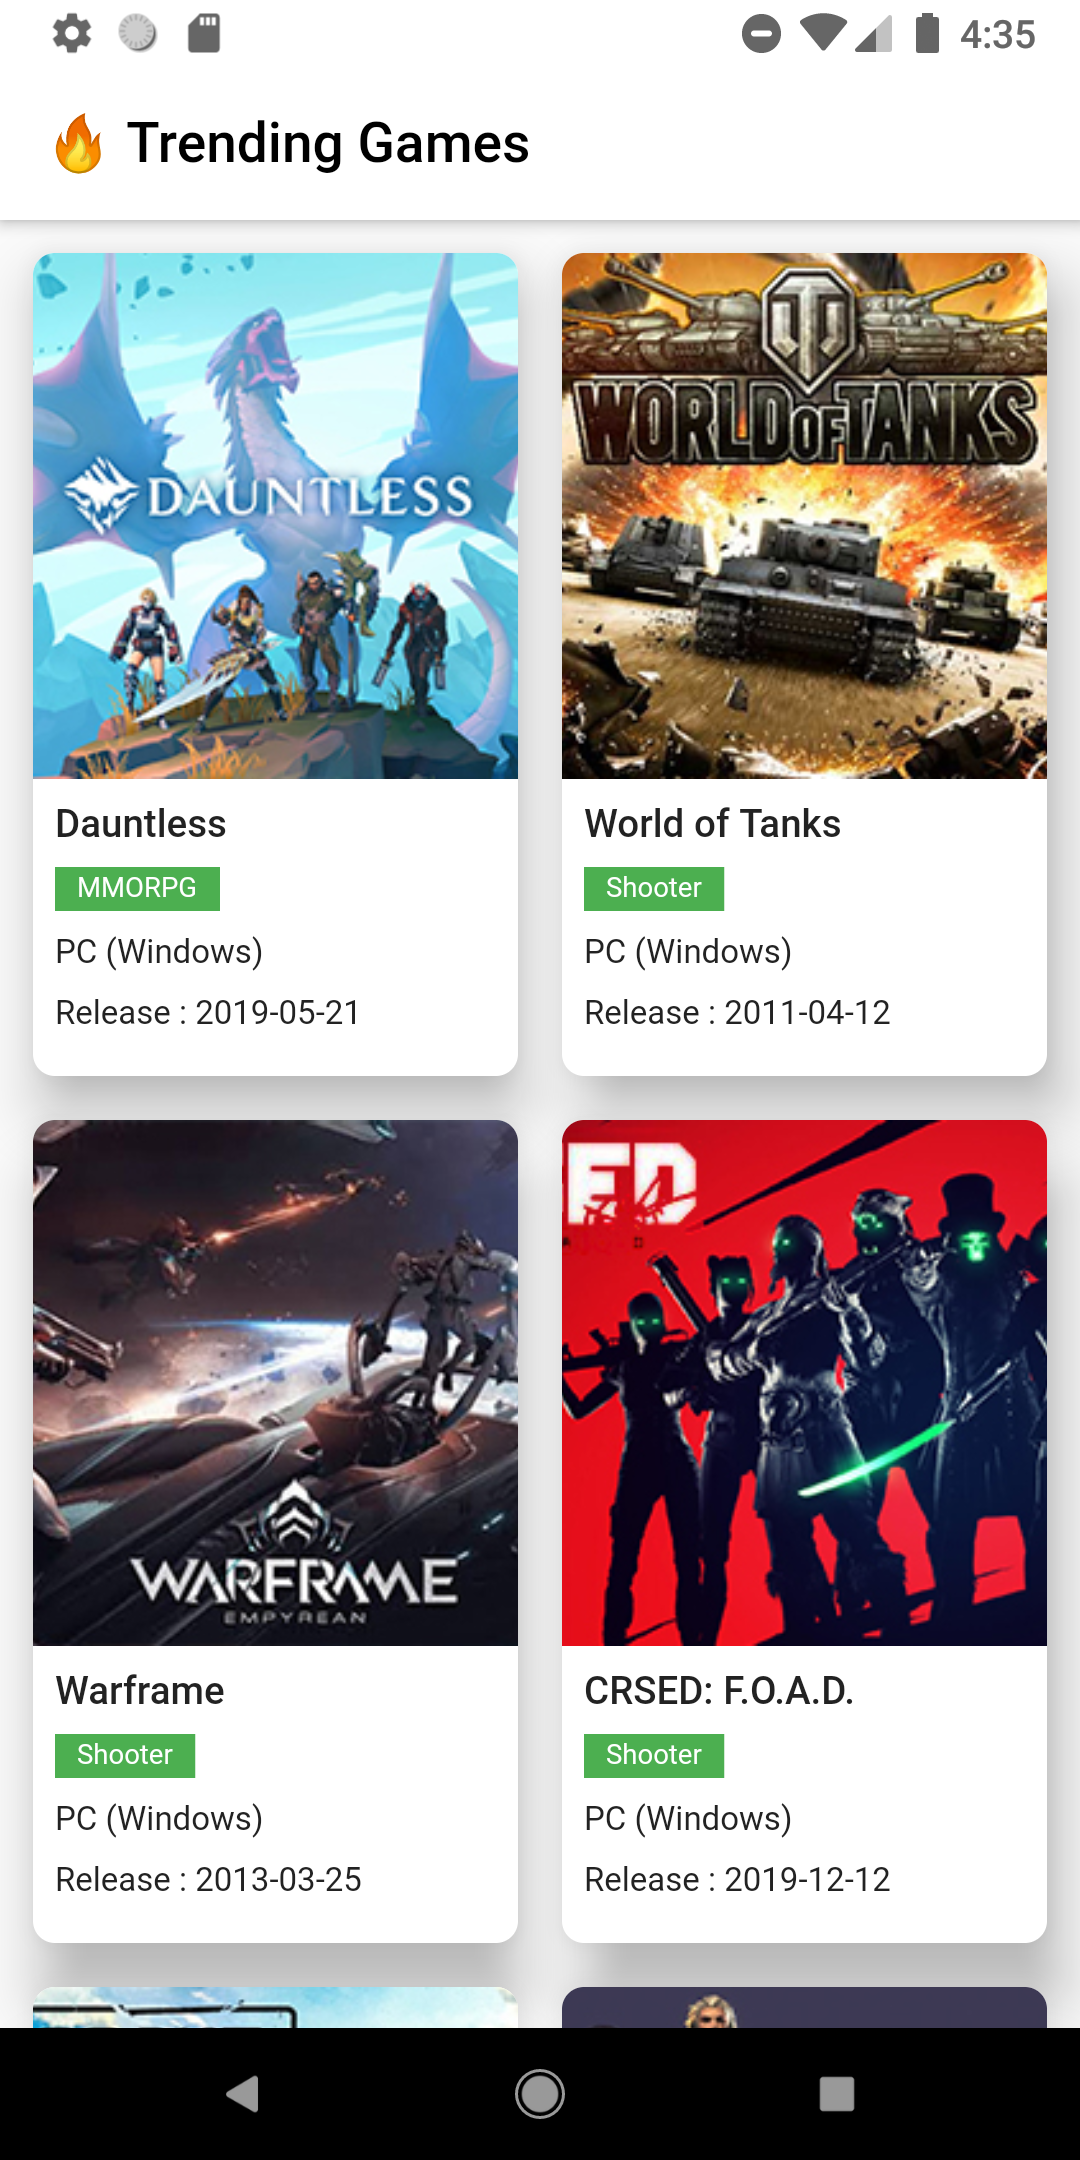 4:35
🔥 Trending Games
DAUNTLESS
WORLD OF TANKS
Dauntless
World of Tanks
MMORPG
Shooter
PC (Windows)
PC (Windows)
Release : 2019-05-21
Release : 2011-04-12
ED
WARFRAME
EMPYREAN
Warframe
CRSED: F.O.A.D.
Shooter
Shooter
PC (Windows)
PC (Windows)
Release : 2013-03-25
Release : 2019-12-12